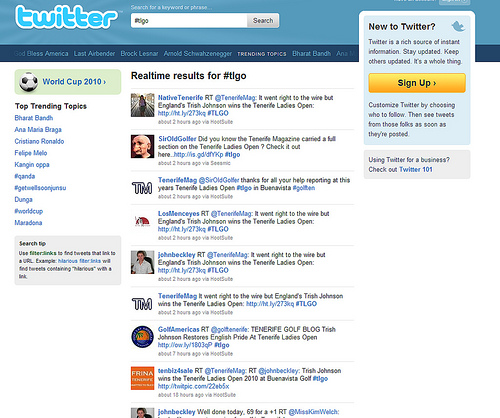 twitter
Search for a keyword or phrase
#tlgo
Search
God Bless America Last Airbender Brock Lesnar Arnold Schwahzenegger TRENDING TOPICS Bharat Bandh
World Cup 2010 ›
Top Trending Topics
Bharat Bandh
Ana Maria Braga
Cristiano Ronaldo
Felipe Melo
Kangin oppa
#qanda
#getwellsoonjunsu
Dunga
#worldcup
Maradona
Search tip
Use filter:links to find tweets that link to
a URL. Example: hilarious filter:links will
find tweets containing "hilarious" with a
link.
Realtime results for #tlgo
NativeTenerife RT @TenerifeMag: It went right to the wire but
England's Trish Johnson wins the Tenerife Ladies Open:
http://ht.ly/273kq #TLGO
about 2 hours ago via HootSuite
SirOldGolfer Did you know the Tenerife Magazine carried a full
section on the Tenerife Ladies Open ? Check it out
here..http://is.gd/dfYKp #tlgo
about 2 hours ago via Seesmic
TM
TenerifeMag @SirOldGolfer thanks for all your help reporting at this
years Tenerife Ladies Open #tlgo in Buenavista #golften
about 2 hours ago via HootSuite
LosMenceyes RT @TenerifeMag: It went right to the wire but
England's Trish Johnson wins the Tenerife Ladies Open:
http://ht.ly/273kq #TLGO
about 2 hours ago via HootSuite
johnbeckley RT @TenerifeMag: It went right to the wire but
England's Trish Johnson wins the Tenerife Ladies Open:
http://ht.ly/273kq #TLGO
about 2 hours ago via HootSuite
TM
TenerifeMag It went right to the wire but England's Trish Johnson
wins the Tenerife Ladies Open: http://ht.ly/273kq #TLGO
about 2 hours ago via HootSuite
GolfAmericas RT @golftenerife: TENERIFE GOLF BLOG Trish
Johnson Restores English Pride At Tenerife Ladies Open
http://ow.ly/1803qP #tlgo
about 7 hours ago via HootSuite
FRINA
TENERIFE
tenbiz4sale RT @TenerifeMag: RT @johnbeckley: Trish Johnson
wins the Tenerife Ladies Open 2010 at Buenavista Golf #tlgo
http://twitpic.com/22eb5x
about 18 hours ago via HootSuite
johnbeckley Well done today, 69 for a +1 RT @MissKimWelch:
New to Twitter?
Twitter is a rich source of instant
information. Stay updated. Keep
others updated. It's a whole thing.
Sign Up ›
Customize Twitter by choosing
who to follow. Then see tweets
from those folks as soon as
they're posted.
Using Twitter for a business?
Check out Twitter 101